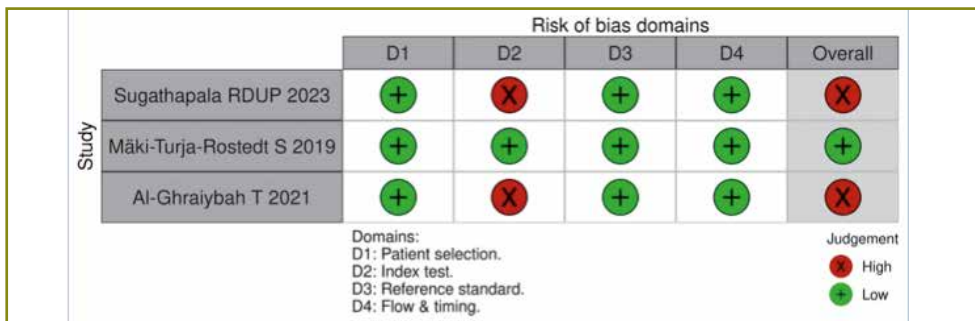 Risk of bias domains
D1 D2 D3 D4 Overall
Study
Sugathapala RDUP 2023 + X + + X
Mäki-Turja-Rostedt S 2019 + + + + +
Al-Ghraiybah T 2021 + X + + X
Domains:
D1: Patient selection.
D2: Index test.
D3: Reference standard.
D4: Flow & timing.
Judgement
X High
+ Low